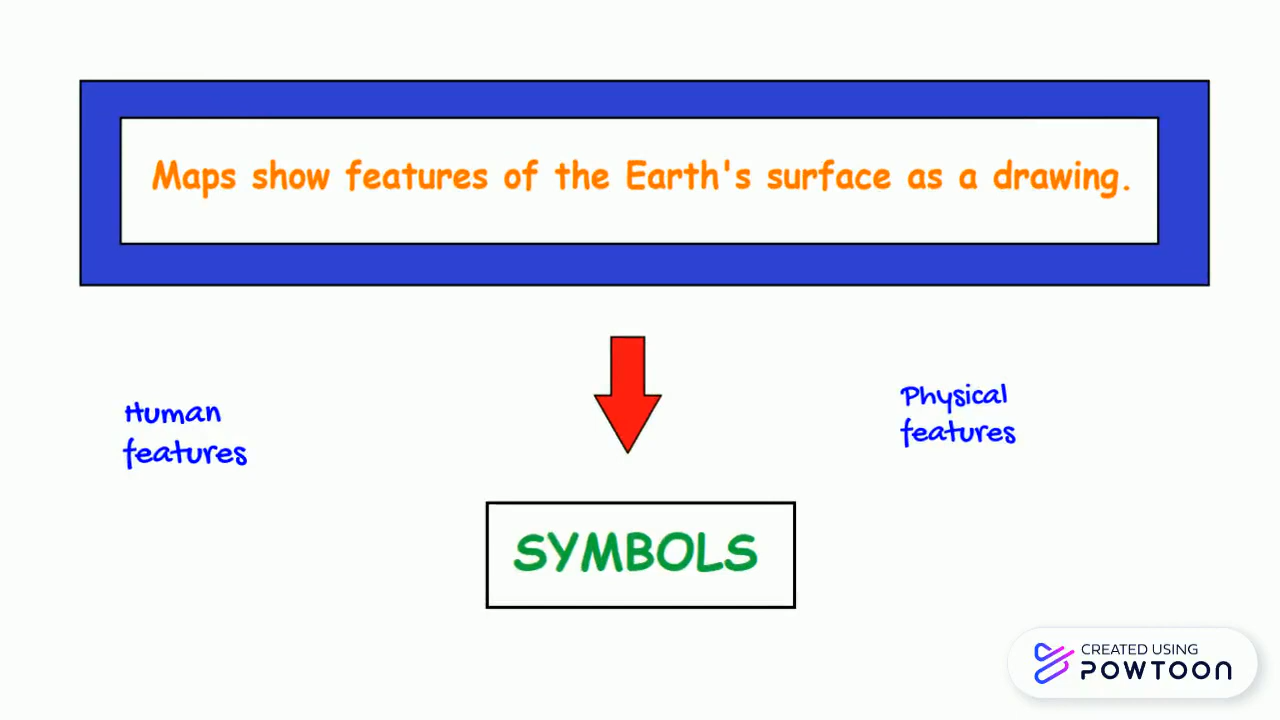 Maps show features of the Earth's surface as a drawing.
Human
features
Physical
features
SYMBOLS
CREATED USING
POWTOON